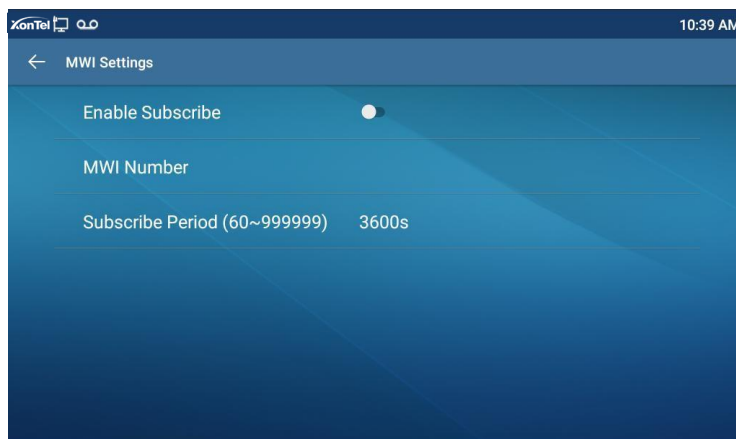 XonTel 10:39 AM
MWI Settings
Enable Subscribe
MWI Number
Subscribe Period (60~999999) 3600s